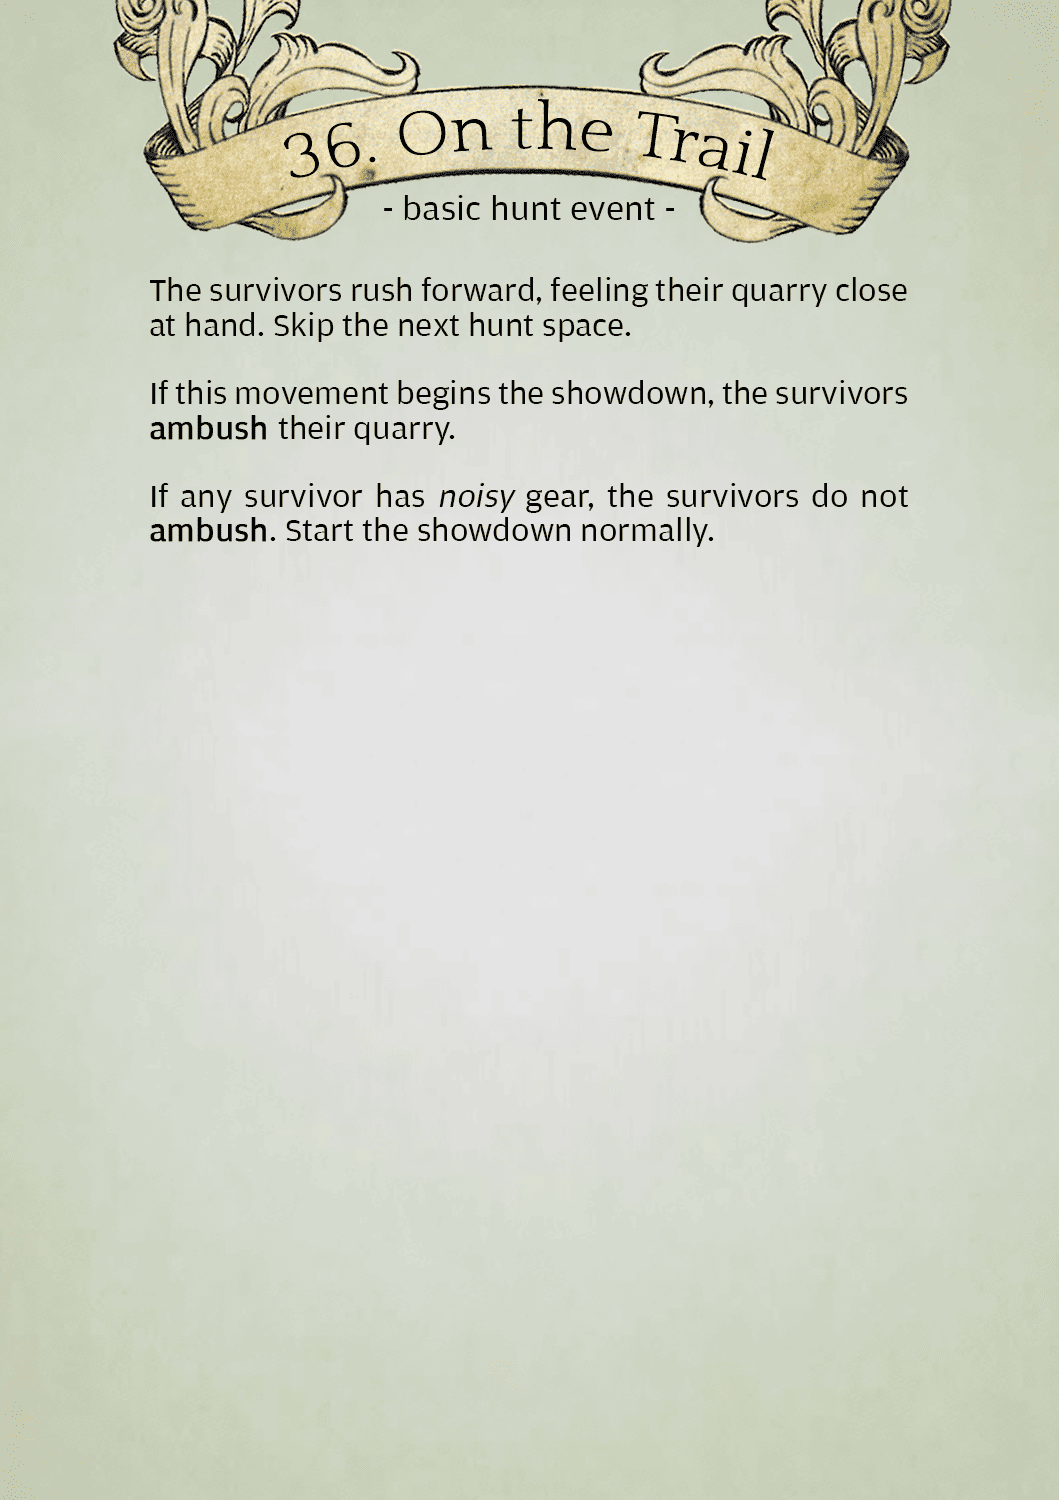 36. On the Trail
- basic hunt event -
The survivors rush forward, feeling their quarry close
at hand. Skip the next hunt space.
If this movement begins the showdown, the survivors
ambush their quarry.
If any survivor has noisy gear, the survivors do not
ambush. Start the showdown normally.